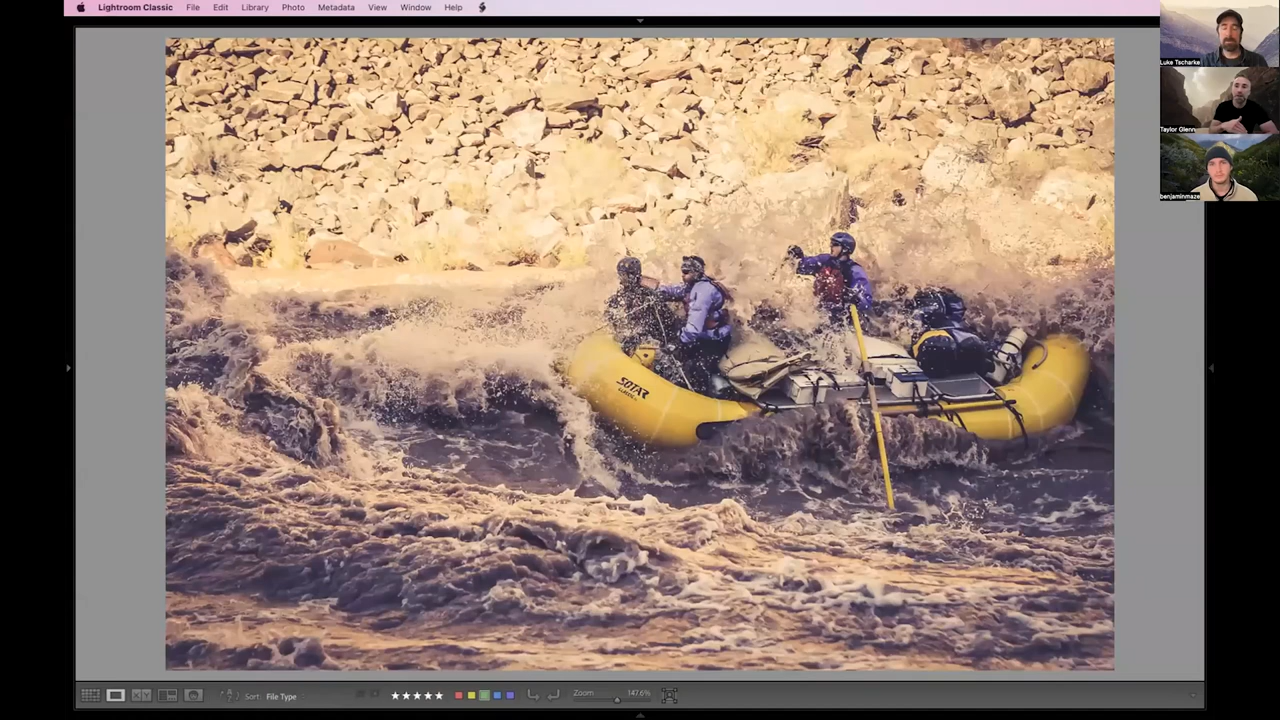 Lightroom Classic File Edit Library Photo Metadata View Window Help
Luke Tscharke
Taylor Glenn
benjaminmaze
SOTAR
Sort: File Type
Zoom 147.6%